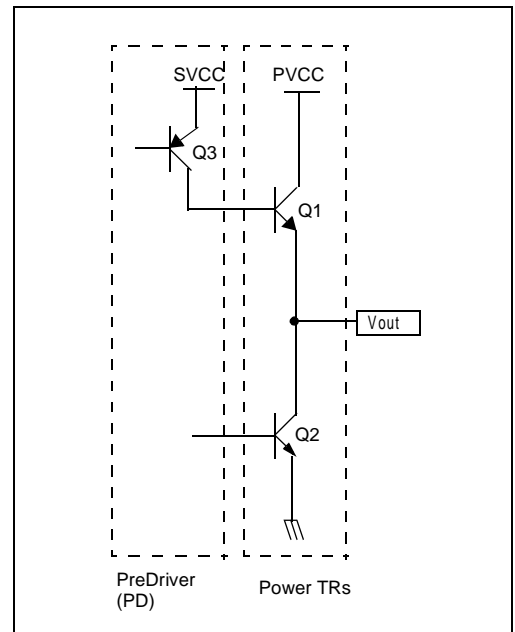 SVCC
PVCC
Q3
Q1
Vout
Q2
PreDriver
(PD)
Power TRs